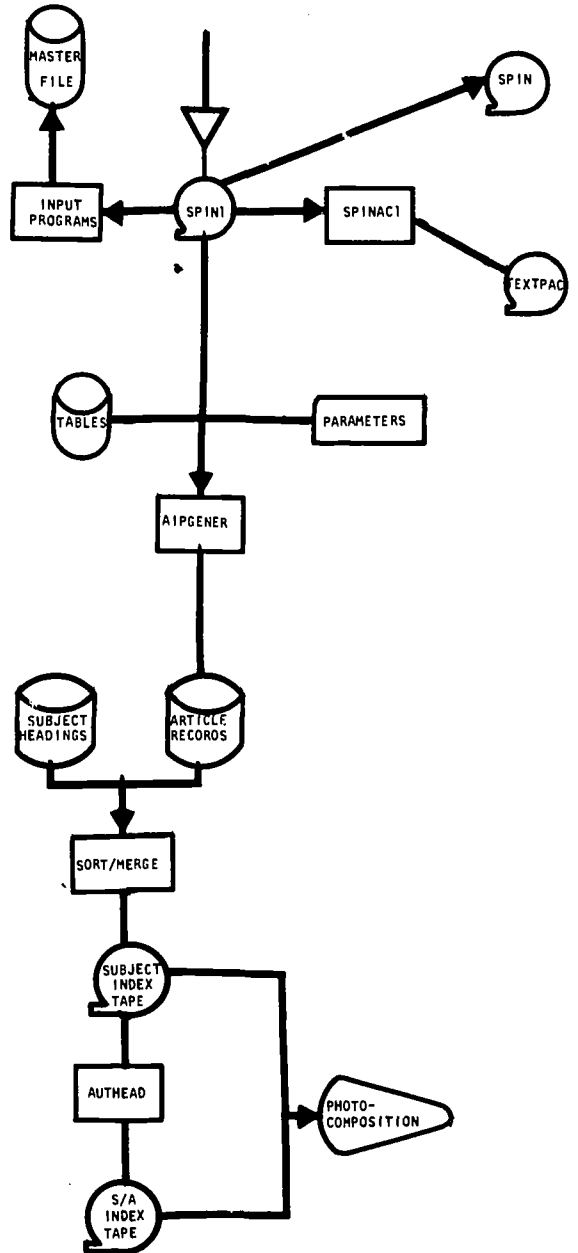 MASTER
FILE
SPIN
INPUT
PROGRAMS
SPIN1
SPINAC1
TEXTPAC
TABLES
PARAMETERS
AIPGENER
SUBJECT
HEADINGS
ARTICLE
RECORDS
SORT/MERGE
SUBJECT
INDEX
TAPE
AUTHEAD
PHOTO-
COMPOSITION
S/A
INDEX
TAPE